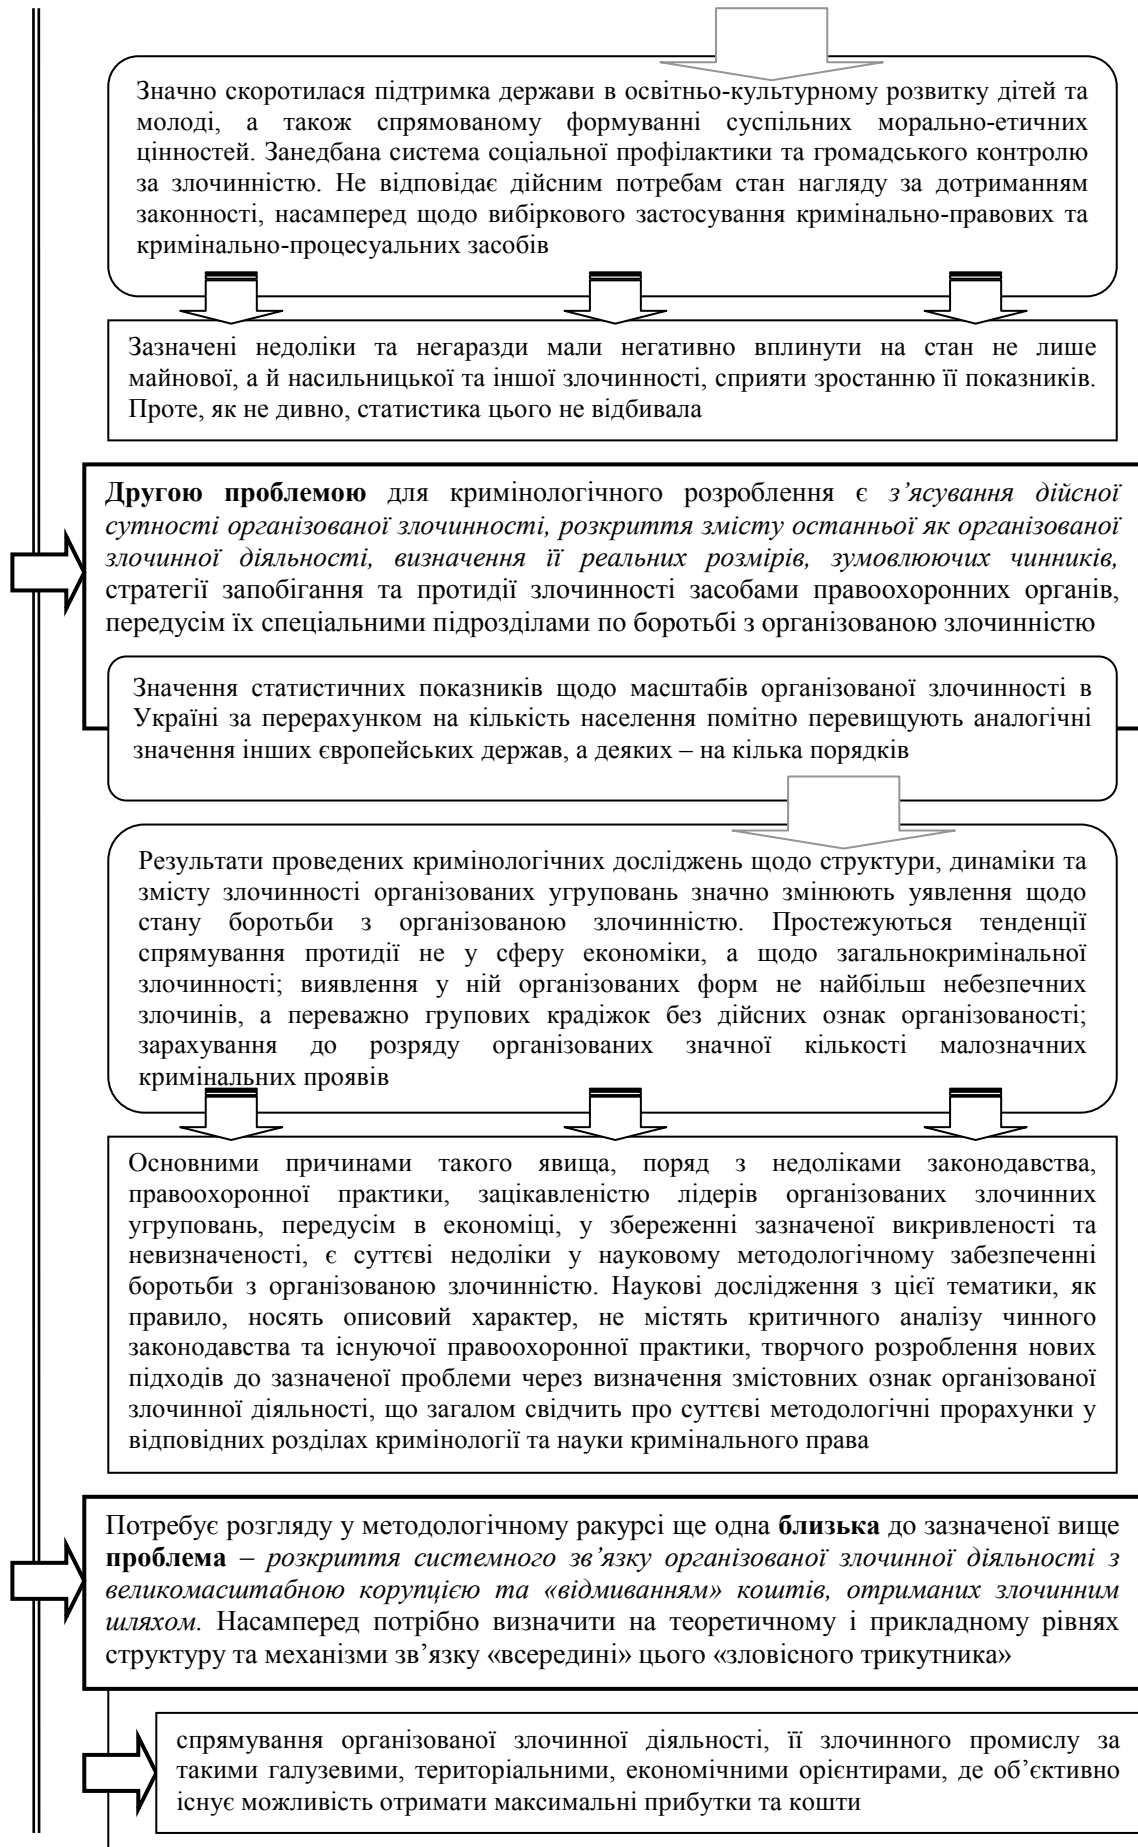 Значно скоротилася підтримка держави в освітньо-культурному розвитку дітей та
молоді, а також спрямованому формуванні суспільних морально-етичних
цінностей. Занедбана система соціальної профілактики та громадського контролю
за злочинністю. Не відповідає дійсним потребам стан нагляду за дотриманням
законності, насамперед щодо вибіркового застосування кримінально-правових та
кримінально-процесуальних засобів
Зазначені недоліки та негаразди мали негативно вплинути на стан не лише
майнової, а й насильницької та іншої злочинності, сприяти зростанню її показників.
Проте, як не дивно, статистика цього не відбивала
Другою проблемою для кримінологічного розроблення є з’ясування дійсної
сутності організованої злочинності, розкриття змісту останньої як організованої
злочинної діяльності, визначення її реальних розмірів, зумовлюючих чинників,
стратегії запобігання та протидії злочинності засобами правоохоронних органів,
передусім їх спеціальними підрозділами по боротьбі з організованою злочинністю
Значення статистичних показників щодо масштабів організованої злочинності в
Україні за перерахунком на кількість населення помітно перевищують аналогічні
значення інших європейських держав, а деяких – на кілька порядків
Результати проведених кримінологічних досліджень щодо структури, динаміки та
змісту злочинності організованих угруповань значно змінюють уявлення щодо
стану боротьби з організованою злочинністю. Простежуються тенденції
спрямування протидії не у сферу економіки, а щодо загальнокримінальної
злочинності; виявлення у ній організованих форм не найбільш небезпечних
злочинів, а переважно групових крадіжок без дійсних ознак організованості;
зарахування до розряду організованих значної кількості малозначних
кримінальних проявів
Основними причинами такого явища, поряд з недоліками законодавства,
правоохоронної практики, зацікавленістю лідерів організованих злочинних
угруповань, передусім в економіці, у збереженні зазначеної викривленості та
невизначеності, є суттєві недоліки у науковому методологічному забезпеченні
боротьби з організованою злочинністю. Наукові дослідження з цієї тематики, як
правило, носять описовий характер, не містять критичного аналізу чинного
законодавства та існуючої правоохоронної практики, творчого розроблення нових
підходів до зазначеної проблеми через визначення змістовних ознак організованої
злочинної діяльності, що загалом свідчить про суттєві методологічні прорахунки у
відповідних розділах кримінології та науки кримінального права
Потребує розгляду у методологічному ракурсі ще одна близька до зазначеної вище
проблема – розкриття системного зв’язку організованої злочинної діяльності з
великомасштабною корупцією та «відмиванням» коштів, отриманих злочинним
шляхом. Насамперед потрібно визначити на теоретичному і прикладному рівнях
структуру та механізми зв’язку «всередині» цього «зловісного трикутника»
спрямування організованої злочинної діяльності, її злочинного промислу за
такими галузевими, територіальними, економічними орієнтирами, де об’єктивно
існує можливість отримати максимальні прибутки та кошти